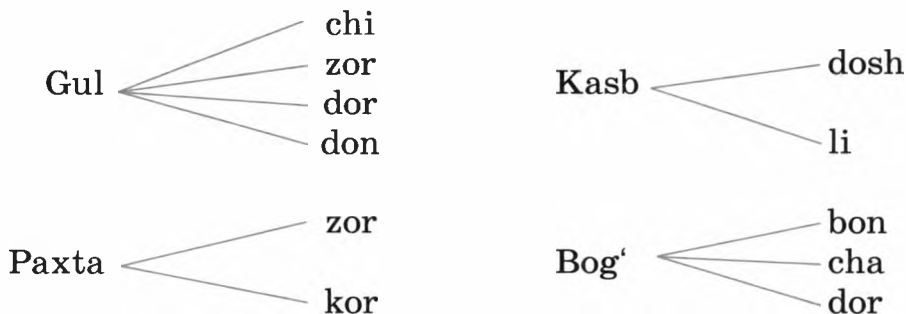 Gul
chi
zor
dor
don
Kasb
dosh
li
Paxta
zor
kor
Bog‘
bon
cha
dor